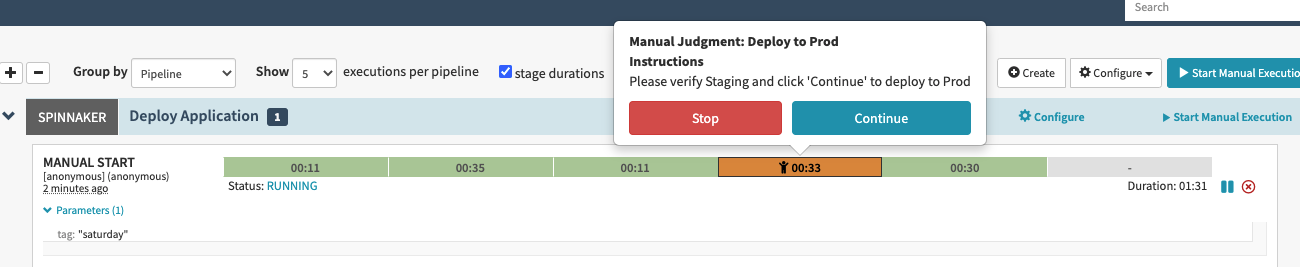 Search
Manual Judgment: Deploy to Prod
Instructions
Please verify Staging and click 'Continue' to deploy to Prod
Stop
Continue
Group by
Pipeline
Show
5
executions per pipeline
stage durations
Create
Configure
Start Manual Executio
SPINNAKER
Deploy Application
1
Configure
Start Manual Execution
MANUAL START
[anonymous] (anonymous)
2 minutes ago
00:11
00:35
00:11
00:33
00:30
-
Status: RUNNING
Duration: 01:31
Parameters (1)
tag: "saturday"